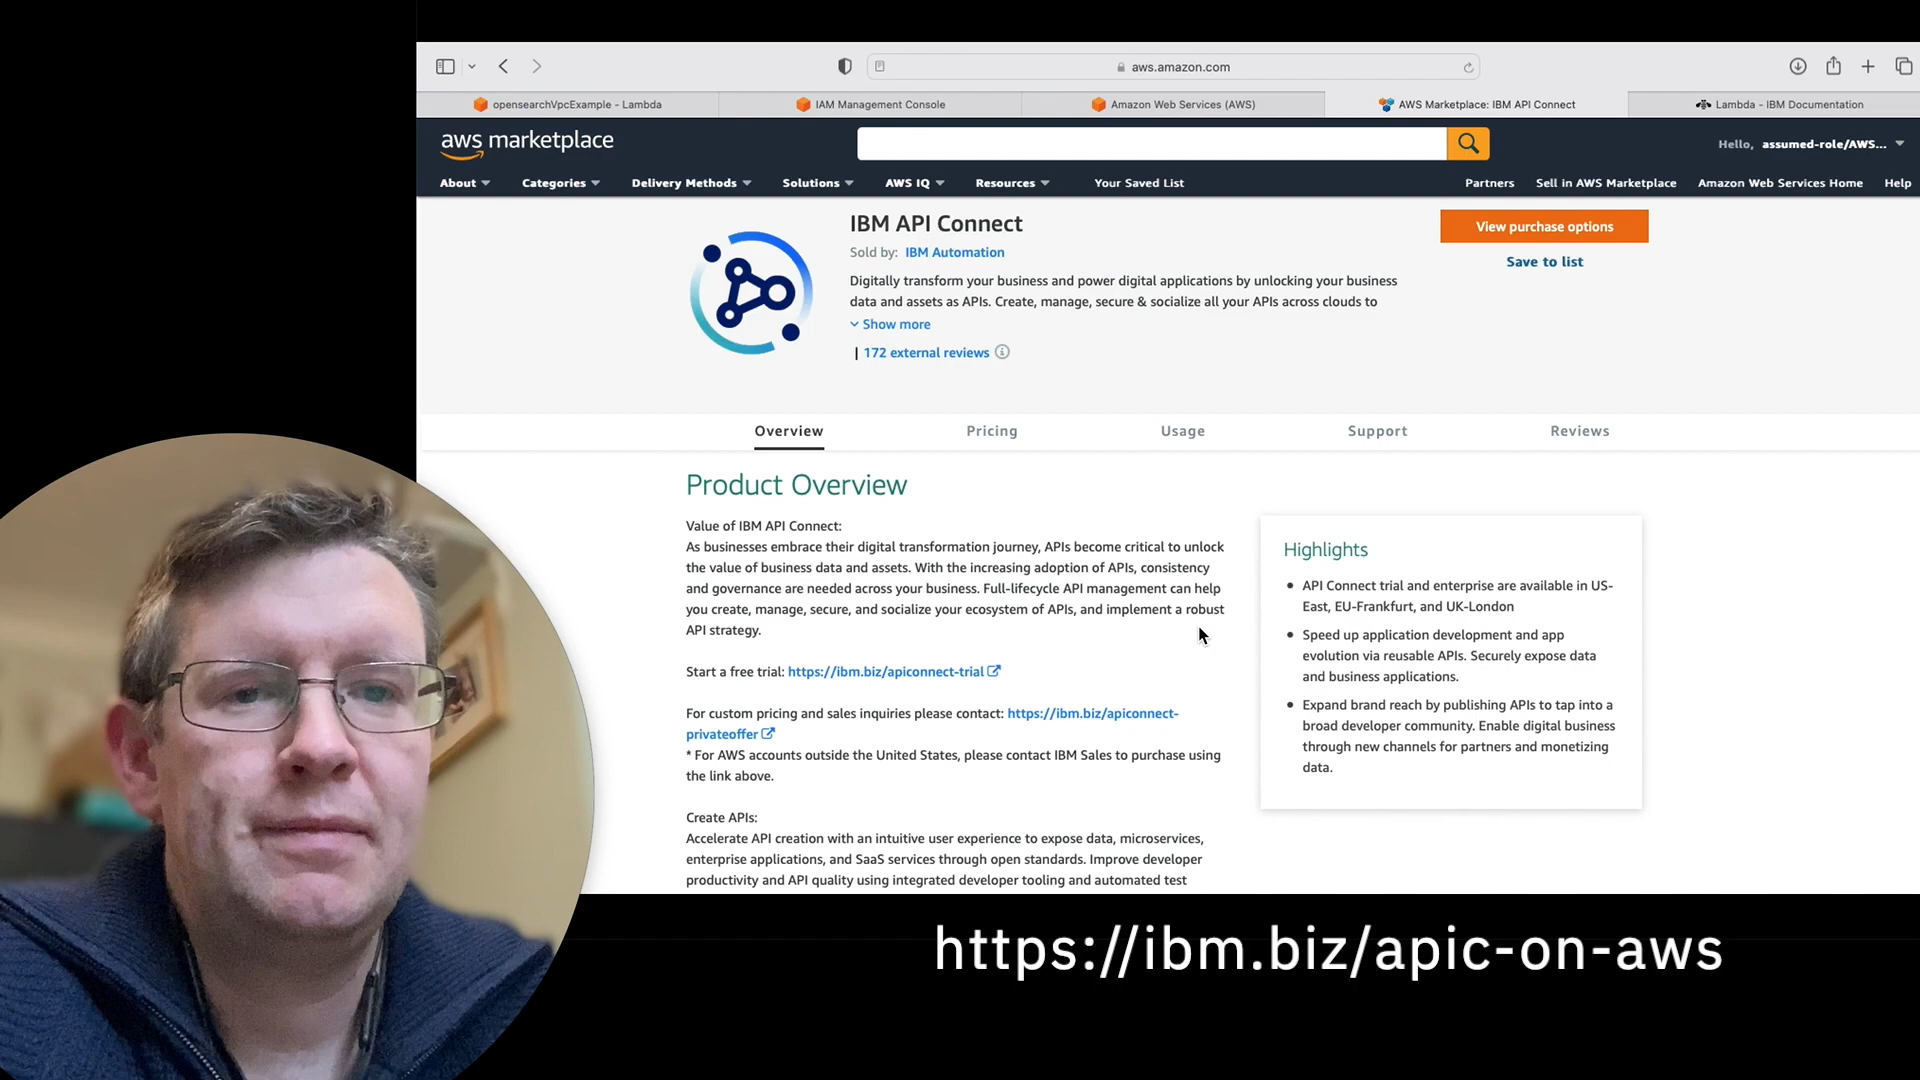 aws.amazon.com
opensearchVpcExample - Lambda
IAM Management Console
Amazon Web Services (AWS)
AWS Marketplace: IBM API Connect
Lambda - IBM Documentation
aws marketplace
Hello, assumed-role/AWS...
About
Categories
Delivery Methods
Solutions
AWS IQ
Resources
Your Saved List
Partners
Sell in AWS Marketplace
Amazon Web Services Home
Help
IBM API Connect
Sold by: IBM Automation
Digitally transform your business and power digital applications by unlocking your business
data and assets as APIs. Create, manage, secure & socialize all your APIs across clouds to
Show more
| 172 external reviews
View purchase options
Save to list
Overview
Pricing
Usage
Support
Reviews
Product Overview
Value of IBM API Connect:
As businesses embrace their digital transformation journey, APIs become critical to unlock
the value of business data and assets. With the increasing adoption of APIs, consistency
and governance are needed across your business. Full-lifecycle API management can help
you create, manage, secure, and socialize your ecosystem of APIs, and implement a robust
API strategy.
Start a free trial: https://ibm.biz/apiconnect-trial
For custom pricing and sales inquiries please contact: https://ibm.biz/apiconnect-
privateoffer
* For AWS accounts outside the United States, please contact IBM Sales to purchase using
the link above.
Create APIs:
Accelerate API creation with an intuitive user experience to expose data, microservices,
enterprise applications, and SaaS services through open standards. Improve developer
productivity and API quality using integrated developer tooling and automated test
Highlights
API Connect trial and enterprise are available in US-
East, EU-Frankfurt, and UK-London
Speed up application development and app
evolution via reusable APIs. Securely expose data
and business applications.
Expand brand reach by publishing APIs to tap into a
broad developer community. Enable digital business
through new channels for partners and monetizing
data.
https://ibm.biz/apic-on-aws